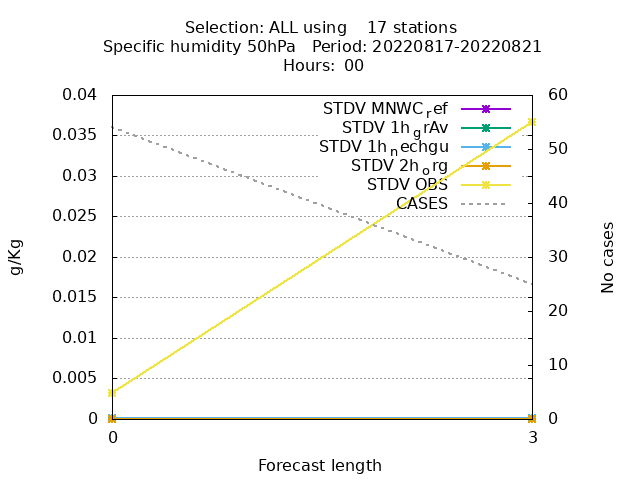 Selection: ALL using    17 stations
Specific humidity 50hPa   Period: 20220817-20220821
Hours: 00
STDV MNWC_ref
STDV 1h_grAv
STDV 1h_nechgu
STDV 2h_org
STDV OBS
CASES
0.04
0.035
0.03
0.025
0.02
0.015
0.01
0.005
0
g/Kg
60
50
40
30
20
10
0
No cases
0 3
Forecast length